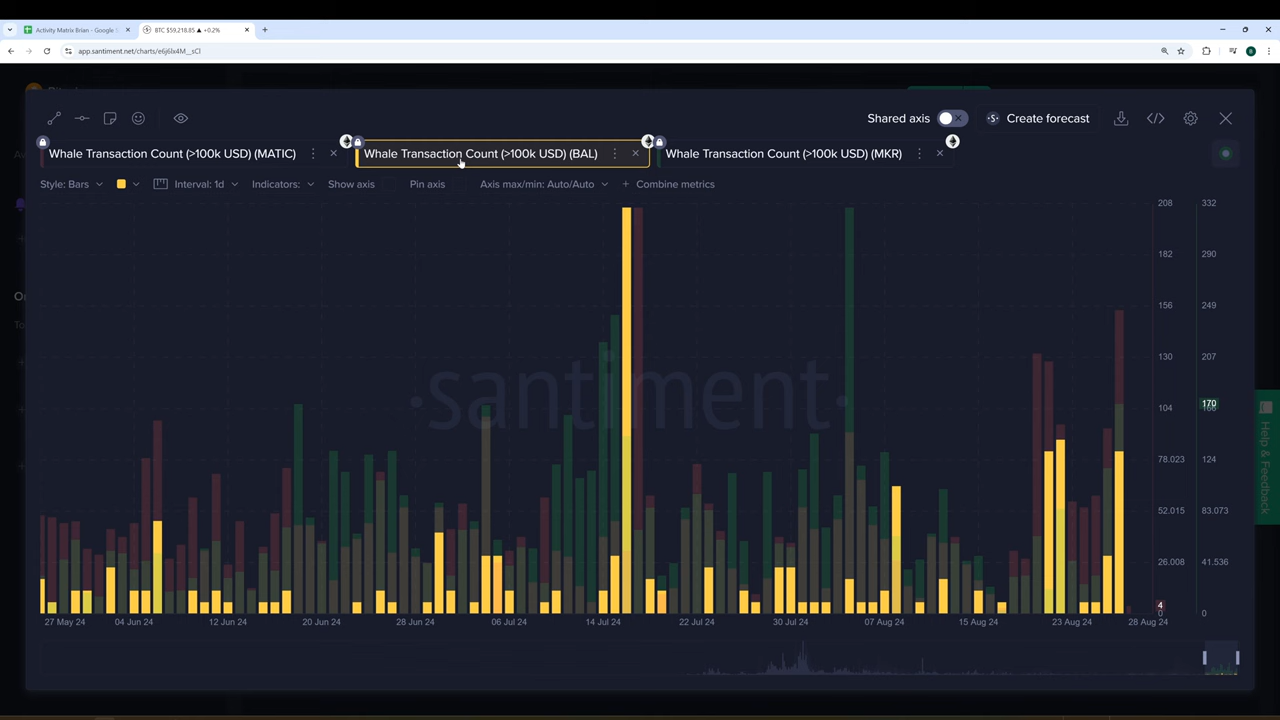 Activity Matrix Brian - Google S
BTC $59,218.85 ▲ +0.2%
app.santiment.net/charts/e6j6lx4M__sCl
B
Shared axis
Create forecast
Whale Transaction Count (>100k USD) (MATIC)
Whale Transaction Count (>100k USD) (BAL)
Whale Transaction Count (>100k USD) (MKR)
Style: Bars
Interval: 1d
Indicators:
Show axis
Pin axis
Axis max/min: Auto/Auto
+ Combine metrics
208 332
182 290
156 249
130 207
104
170
78.023 124
52.015 83.073
26.008 41.536
4
0
·santiment·
27 May 24 04 Jun 24 12 Jun 24 20 Jun 24 28 Jun 24 06 Jul 24 14 Jul 24 22 Jul 24 30 Jul 24 07 Aug 24 15 Aug 24 23 Aug 24 28 Aug 24
Help & Feedback